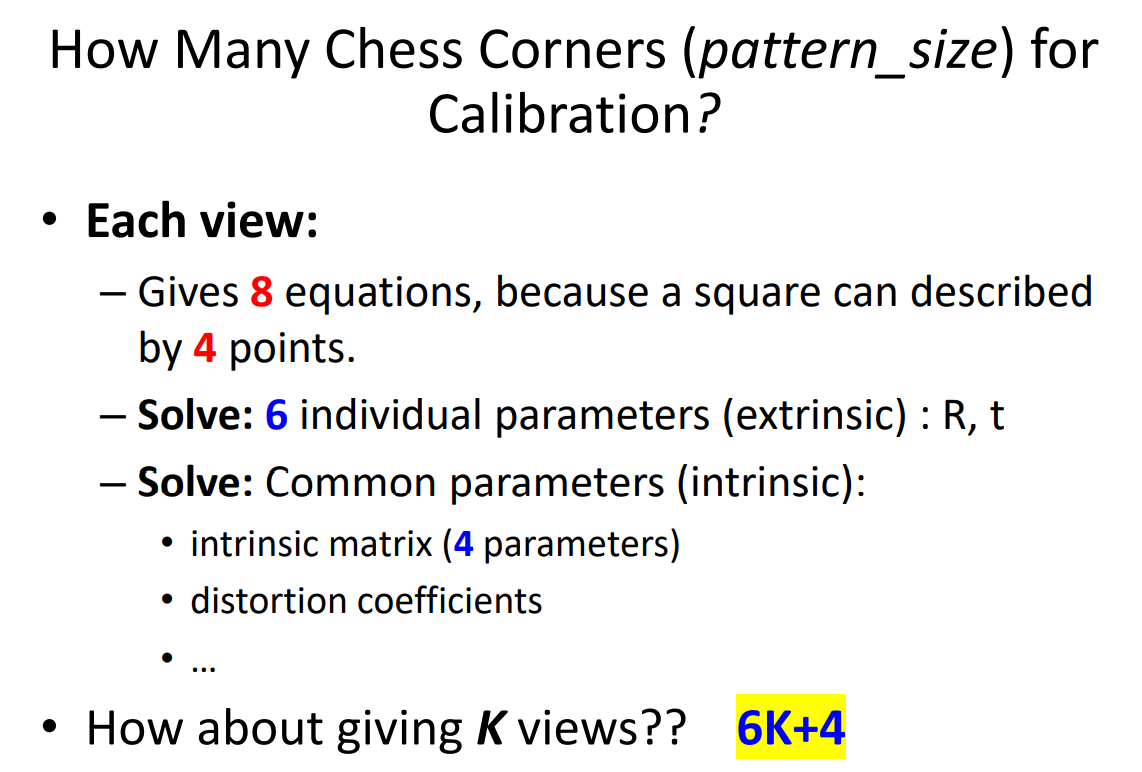 How Many Chess Corners (pattern_size) for
Calibration?
• Each view:
– Gives 8 equations, because a square can described
by 4 points.
– Solve: 6 individual parameters (extrinsic) : R, t
– Solve: Common parameters (intrinsic):
• intrinsic matrix (4 parameters)
• distortion coefficients
• ...
• How about giving K views?? 6K+4